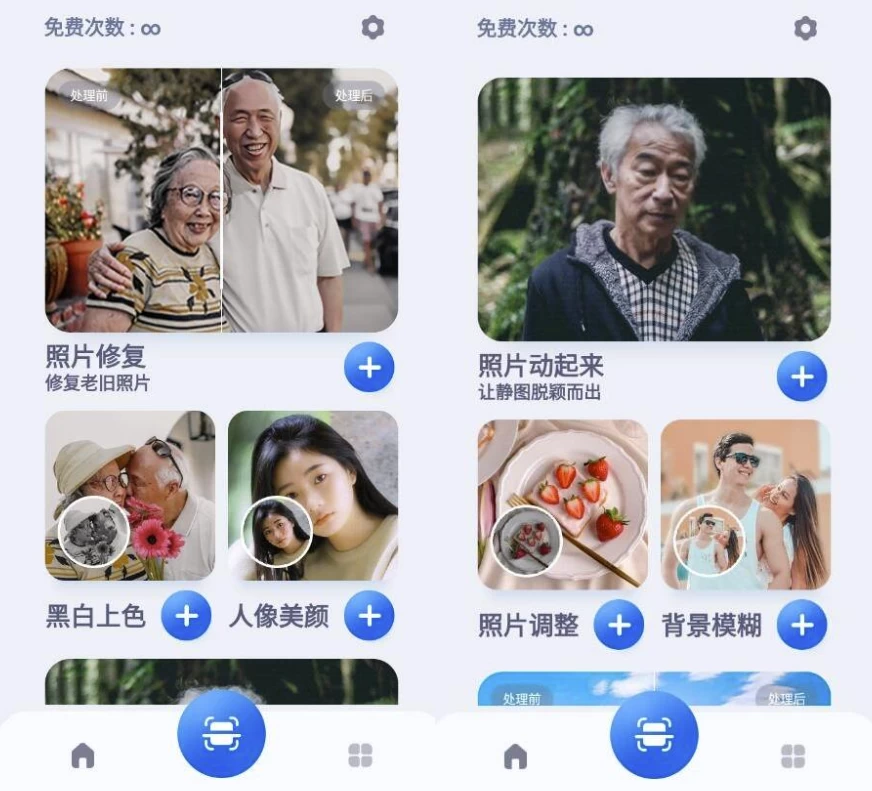 免费次数：∞
处理前
处理后
照片修复
修复老旧照片
黑白上色
人像美颜
免费次数：∞
照片动起来
让静图脱颖而出
照片调整
背景模糊
处理前
处理后